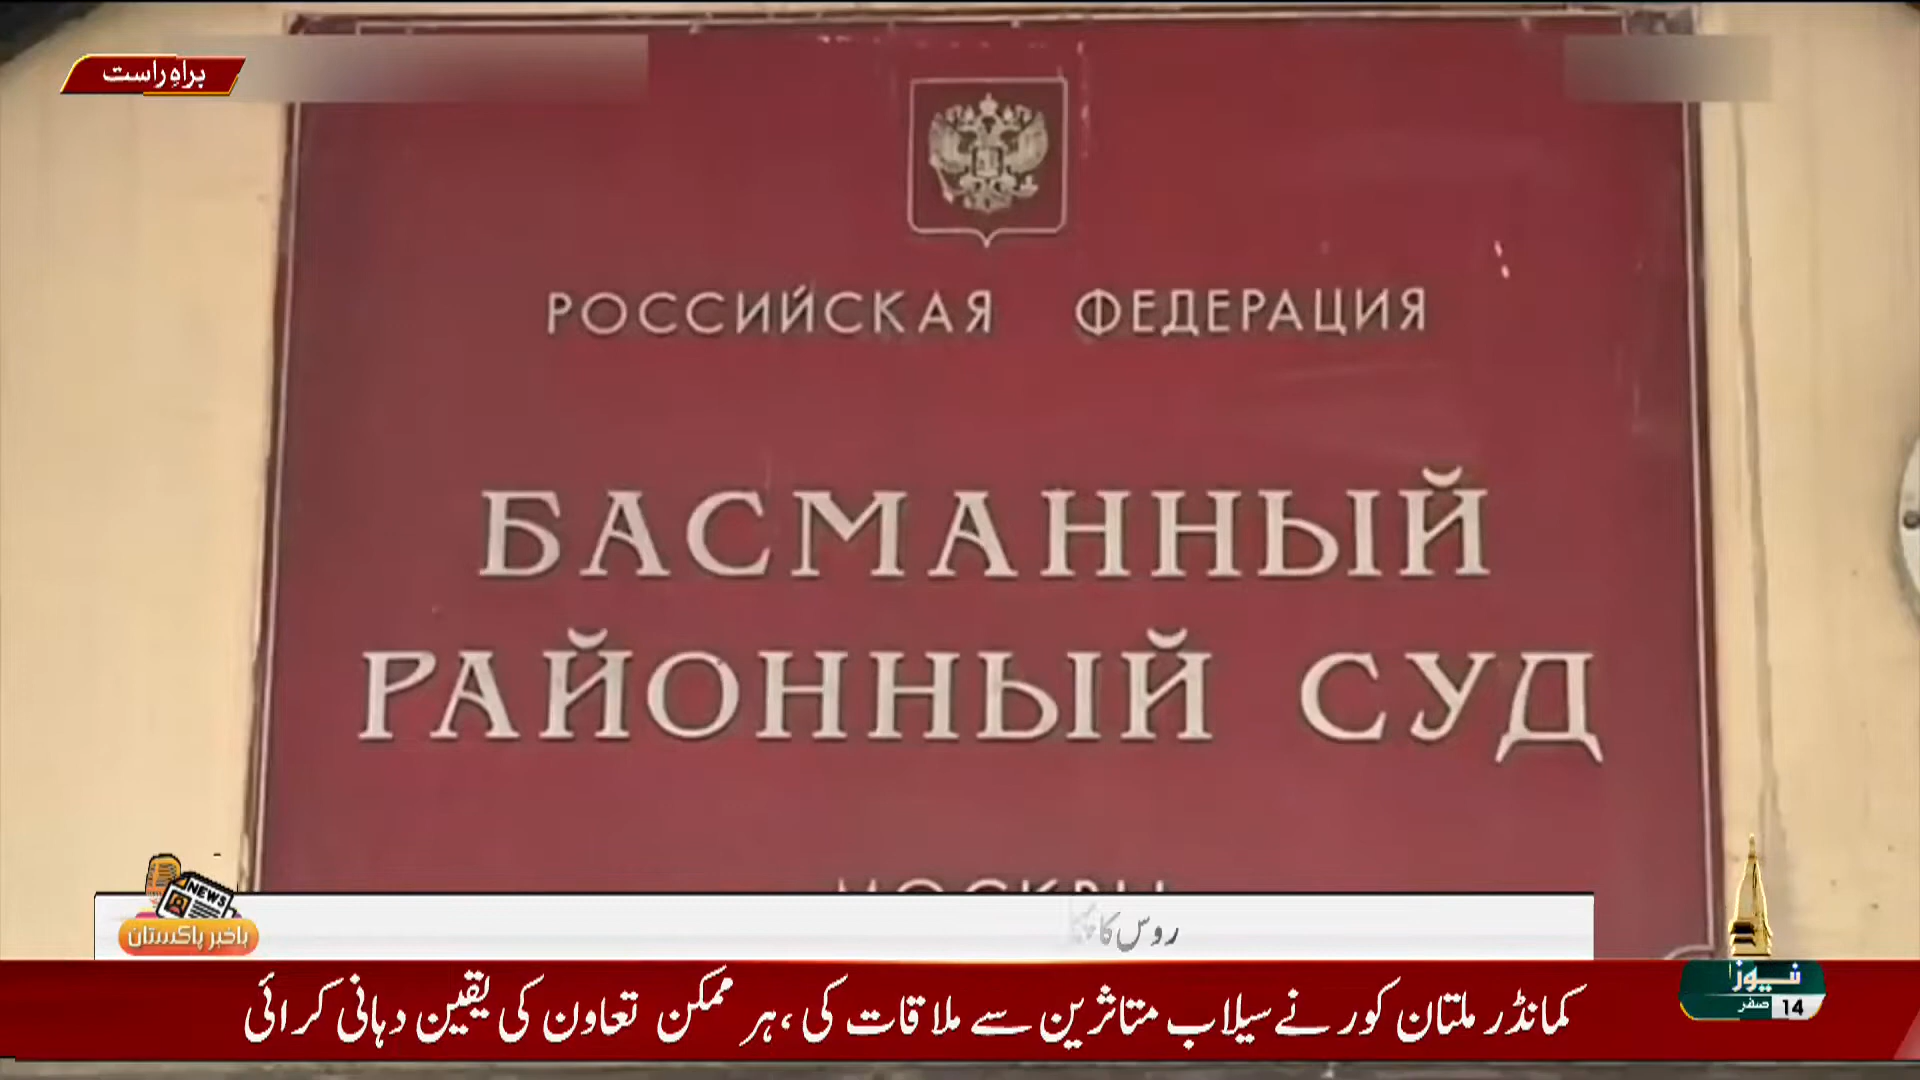 براہِ راست
РОССИЙСКАЯ ФЕДЕРАЦИЯ
БАСМАННЫЙ
РАЙОННЫЙ СУД
МОСКВЫ
NEWS
باخبر پاکستان
روس کا
کمانڈر ملتان کور نے سیلاب متاثرین سے ملاقات کی، ہر ممکن تعاون کی یقین دہانی کرائی
نیوز
14 صفر